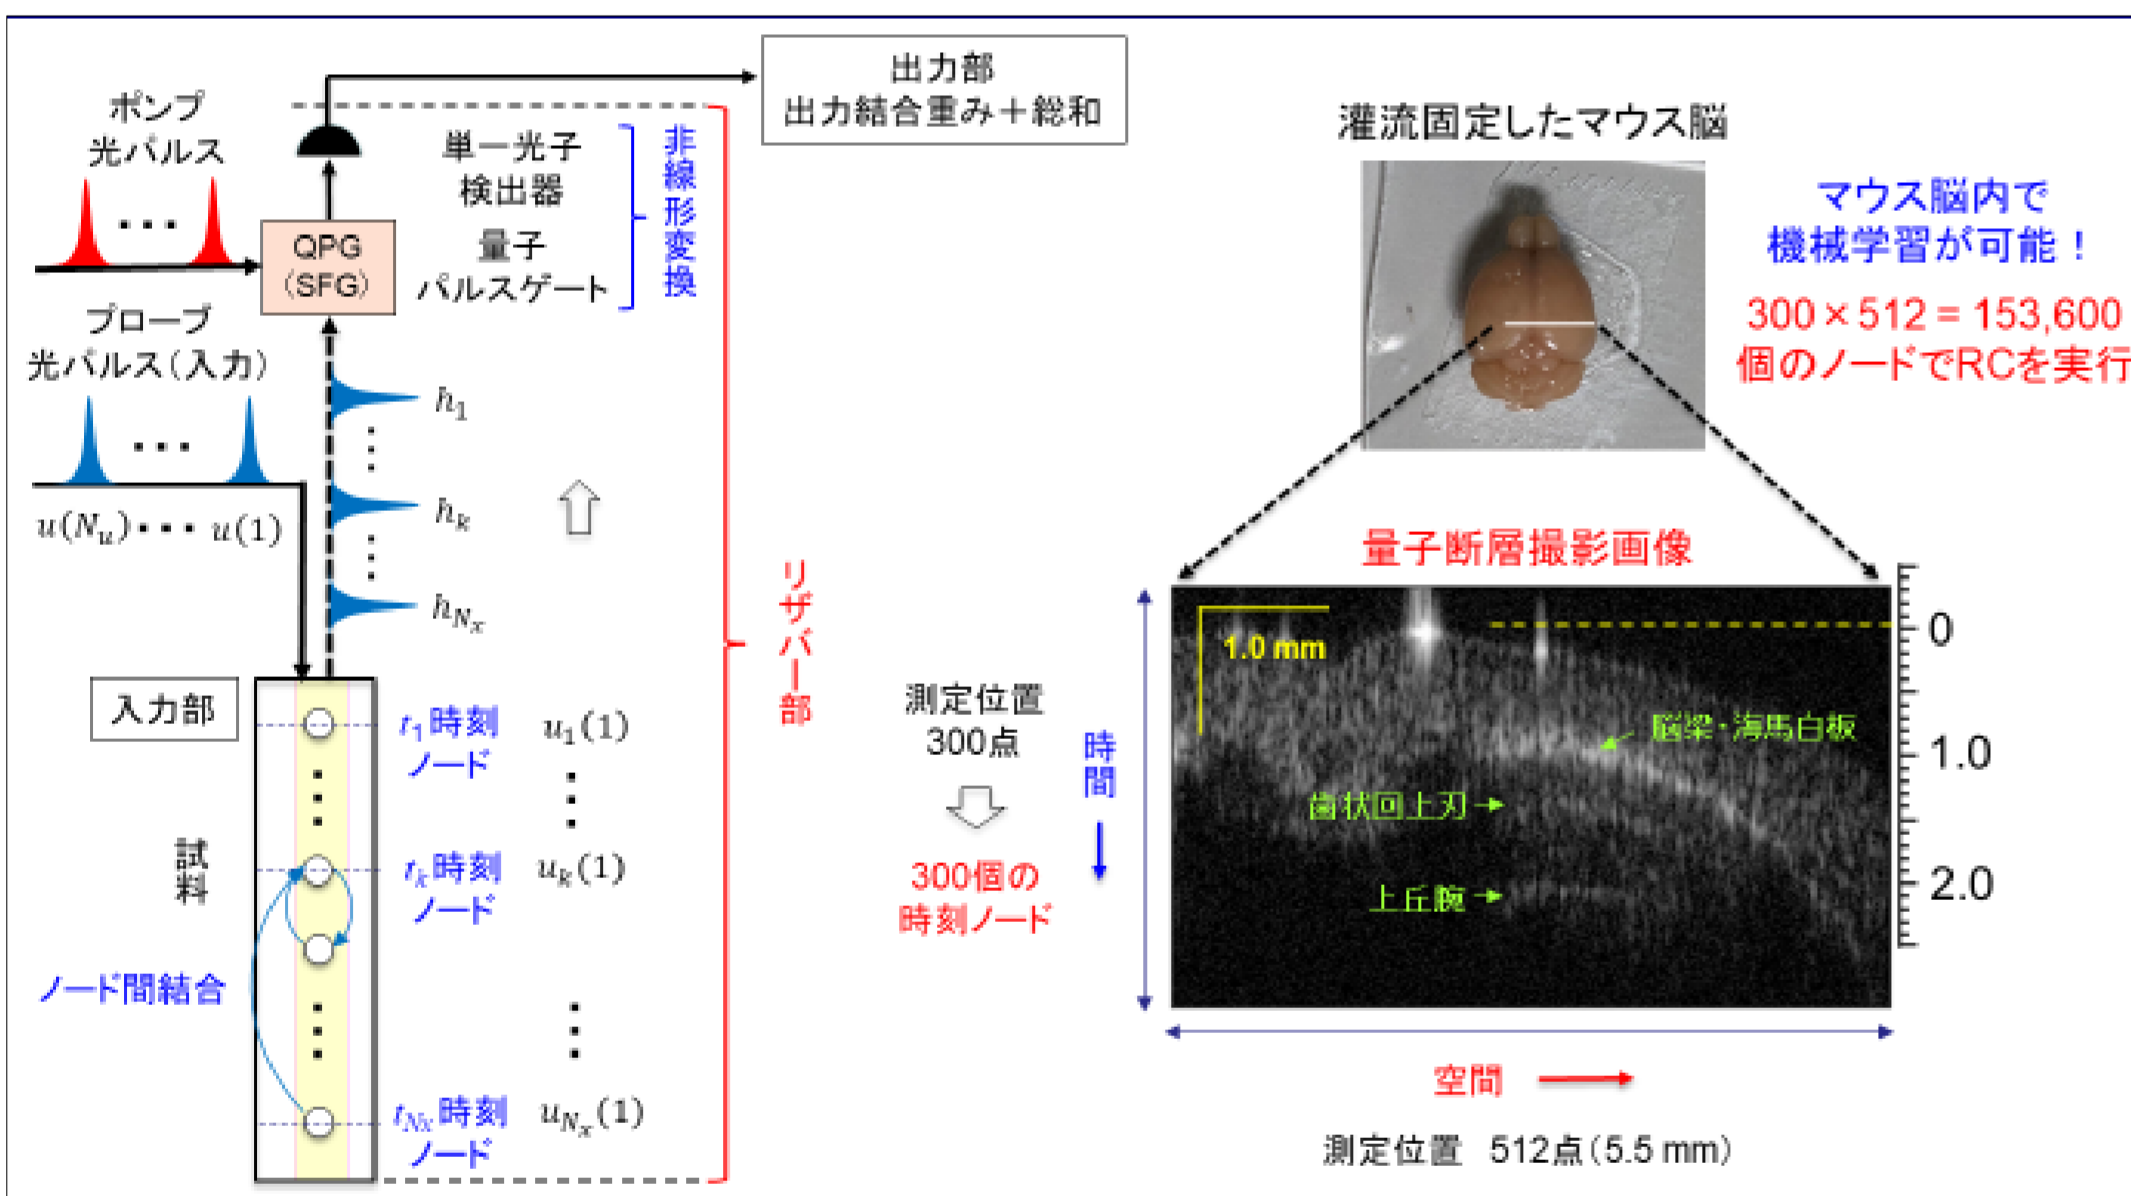 ポンプ
光パルス
単一光子
検出器
非線形変換
出力部
出力結合重み＋総和
QPG
（SFG）
量子
パルスゲート
プローブ
光パルス（入力）
u(Nᵤ)･･･ u(1)
h₁
⋮
hₖ
⋮
h_{Nₓ}
リザバー部
入力部
試料
ノード間結合
t₁時刻
ノード
u₁(1)
⋮
tₖ時刻
ノード
uₖ(1)
⋮
t_{Nx}時刻
ノード
u_{Nₓ}(1)
灌流固定したマウス脳
マウス脳内で
機械学習が可能！
300×512 = 153,600
個のノードでRCを実行
量子断層撮影画像
測定位置
300点
300個の
時刻ノード
時間
1.0 mm
脳梁・海馬白板
歯状回上刃
上丘腕
0
1.0
2.0
空間
測定位置　512点（5.5 mm）